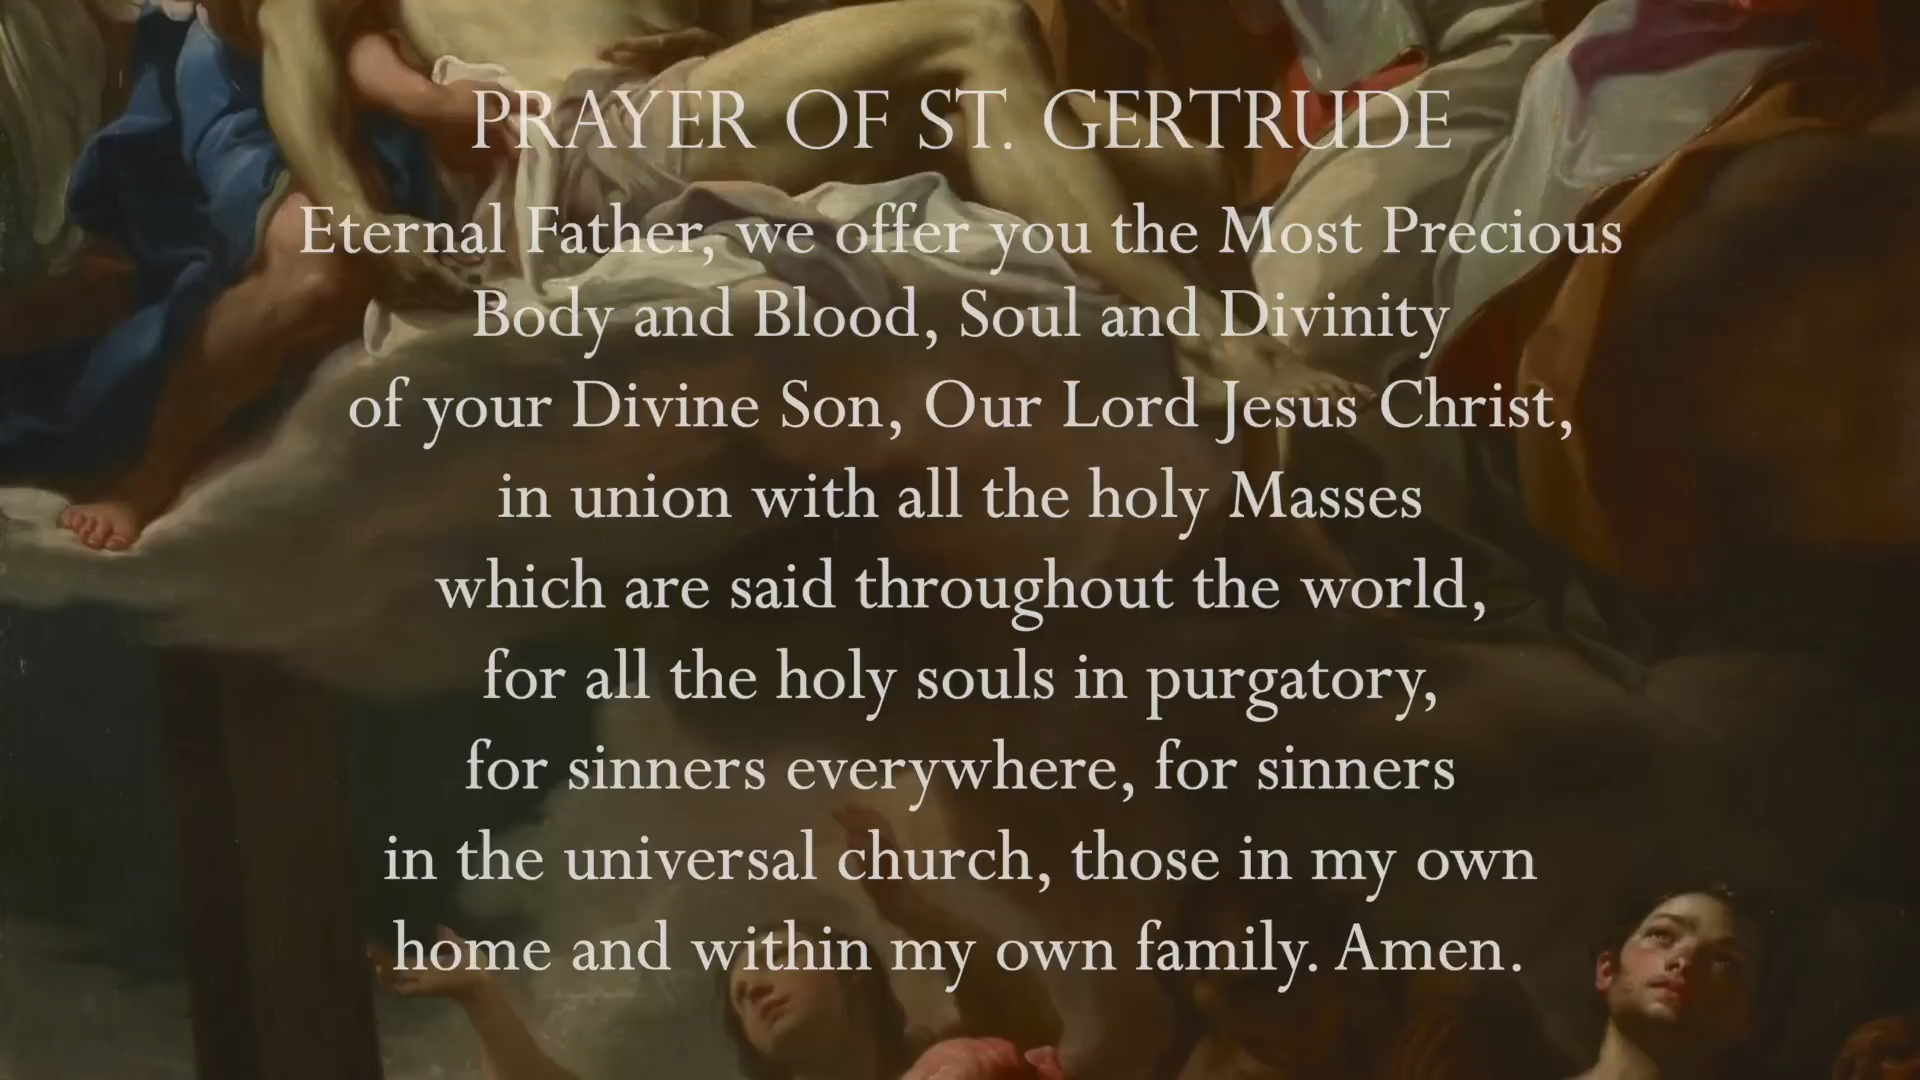 PRAYER OF ST. GERTRUDE
Eternal Father, we offer you the Most Precious
Body and Blood, Soul and Divinity
of your Divine Son, Our Lord Jesus Christ,
in union with all the holy Masses
which are said throughout the world,
for all the holy souls in purgatory,
for sinners everywhere, for sinners
in the universal church, those in my own
home and within my own family. Amen.